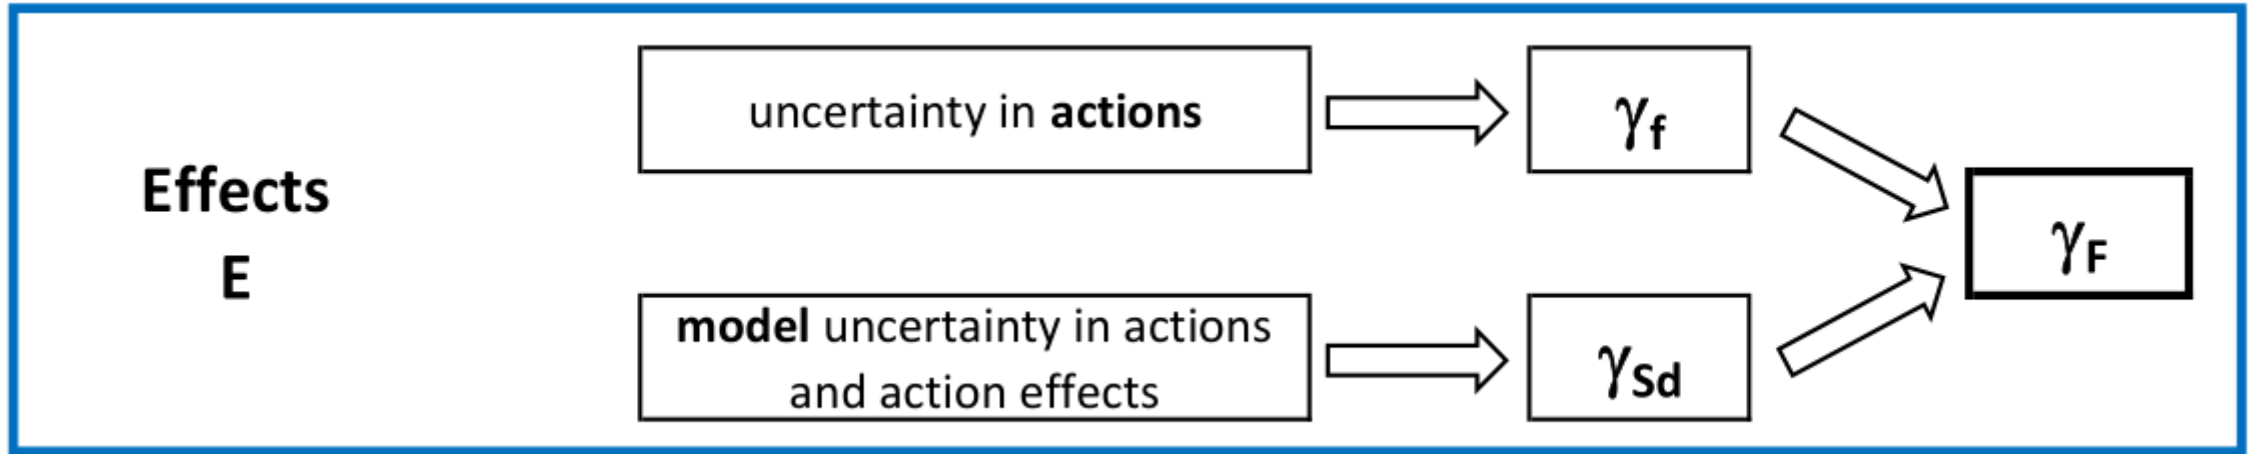 Effects
E
uncertainty in actions
γf
model uncertainty in actions
and action effects
γSd
γF